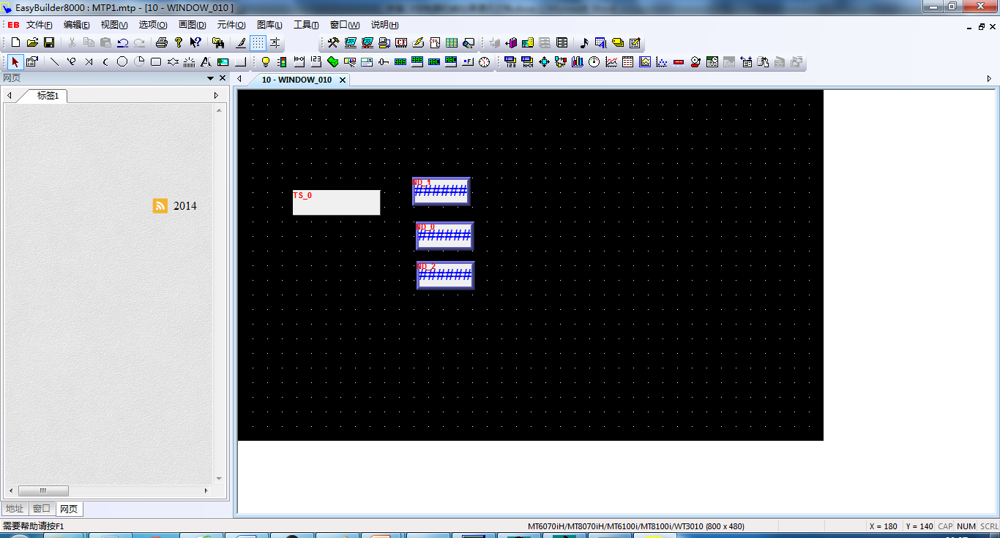 EasyBuilder8000 : MTP1.mtp - [10 - WINDOW_010 ]
EB 文件(F) 编辑(E) 视图(V) 选项(O) 画图(D) 元件(O) 图库(L) 工具(T) 窗口(W) 说明(H)
网页
10 - WINDOW_010
标签1
2014
ND_1
######
TS_0
ND_0
######
ND_2
######
地址 窗口 网页
需要帮助请按F1
MT6070iH/MT8070iH/MT6100i/MT8100i/WT3010 (800 x 480)
X = 180 Y = 140 CAP NUM SCRL